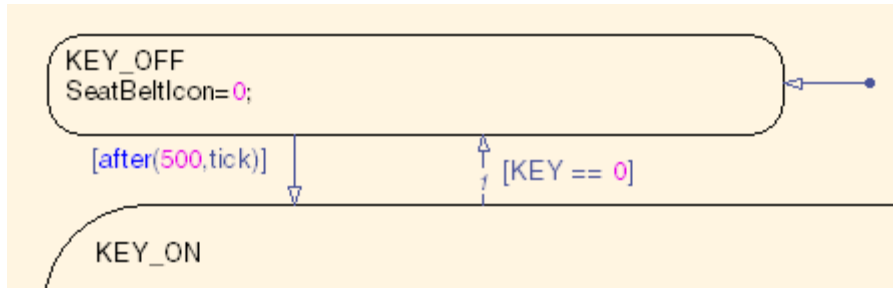 KEY_OFF
SeatBeltIcon=0;
[after(500,tick)]
1 [KEY == 0]
KEY_ON